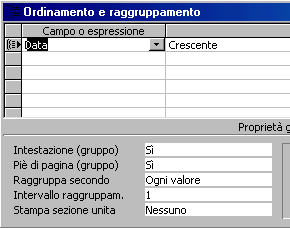 Ordinamento e raggruppamento
Campo o espressione
Data Crescente
Proprietà g
Intestazione (gruppo) Sì
Piè di pagina (gruppo) Sì
Raggruppa secondo Ogni valore
Intervallo raggruppam. 1
Stampa sezione unita Nessuno